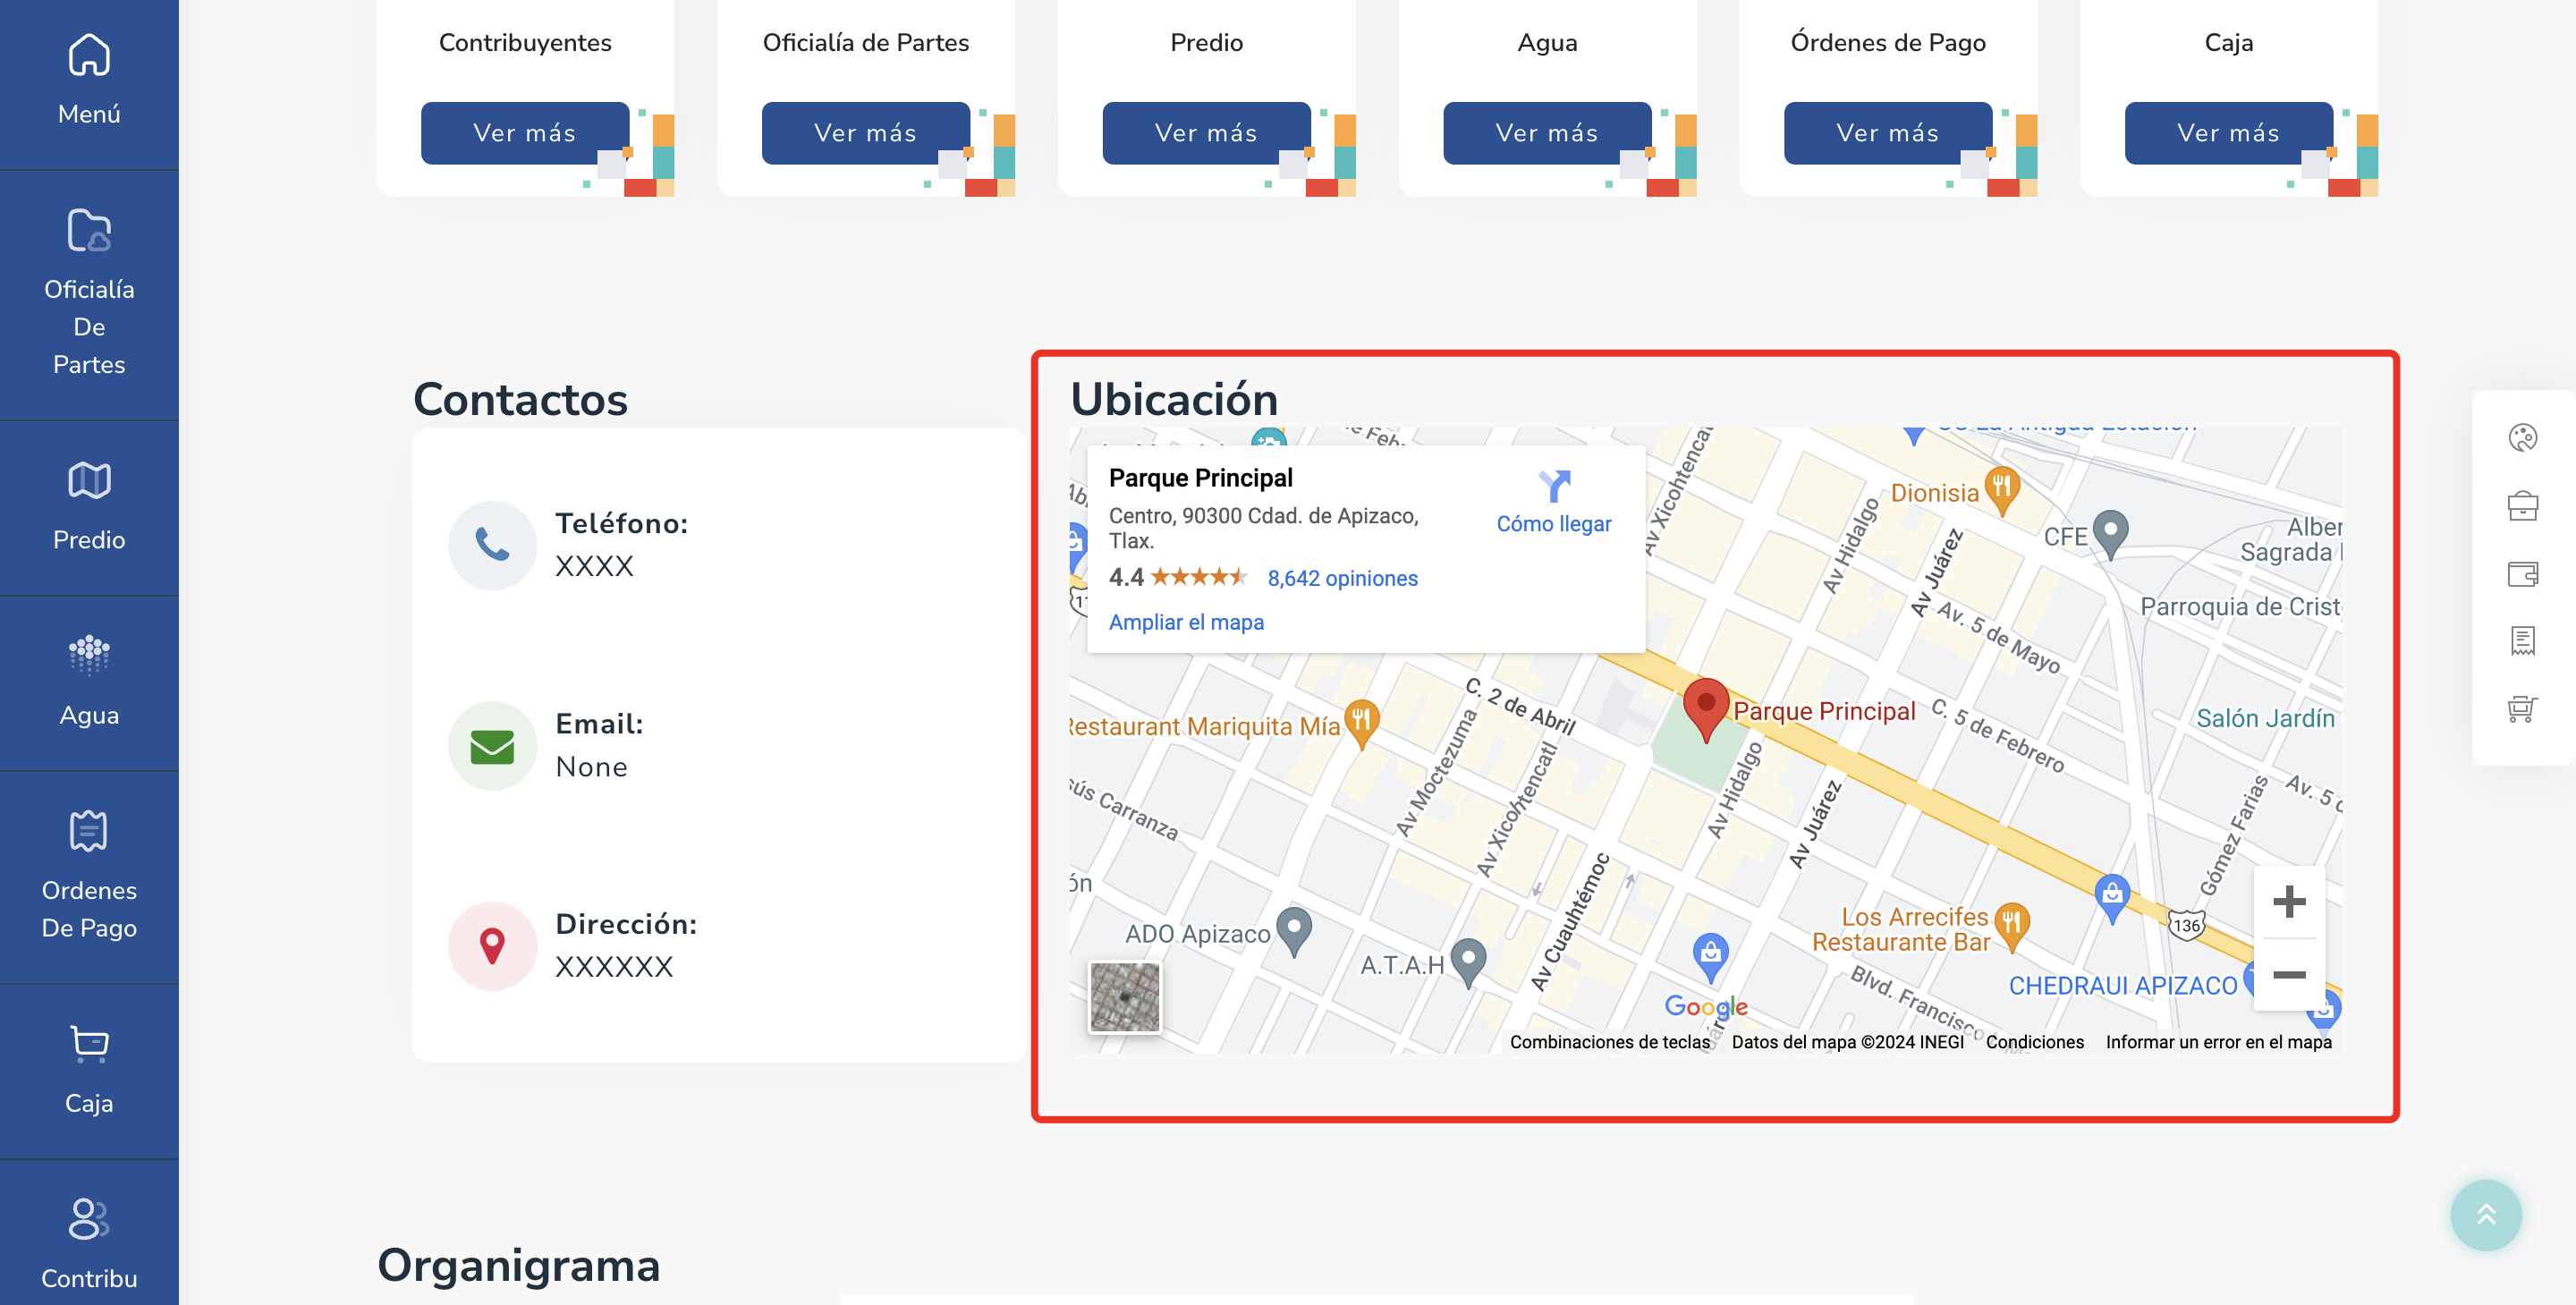 Menú
Oficialía
De
Partes
Predio
Agua
Ordenes
De Pago
Caja
Contribu
Contribuyentes
Ver más
Oficialía de Partes
Ver más
Predio
Ver más
Agua
Ver más
Órdenes de Pago
Ver más
Caja
Ver más
Contactos
Teléfono:
XXXX
Email:
None
Dirección:
XXXXXX
Ubicación
Parque Principal
Centro, 90300 Cdad. de Apizaco,
Tlax.
4.4
8,642 opiniones
Ampliar el mapa
Cómo llegar
Av Xicohtencatl
Av Hidalgo
Av Juárez
Dionisia
CFE
Alber
Sagrada
Parroquia de Crist
Av. 5 de Mayo
C. 2 de Abril
Parque Principal
C. 5 de Febrero
Salón Jardín
Restaurant Mariquita Mía
Av Moctezuma
Av Xicohtencatl
Av Hidalgo
Av Juárez
Gómez Farías
Av. 5 d
sús Carranza
ón
ADO Apizaco
A.T.A.H
Av Cuauhtémoc
Los Arrecifes
Restaurante Bar
136
CHEDRAUI APIZACO
Blvd. Francisco
Google
Combinaciones de teclas
Datos del mapa ©2024 INEGI
Condiciones
Informar un error en el mapa
Organigrama